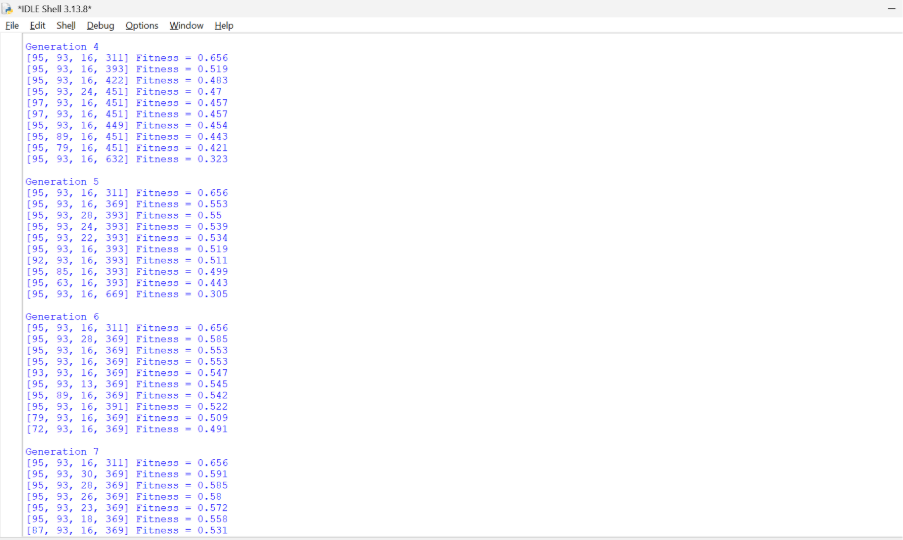 *IDLE Shell 3.13.8*
File Edit Shell Debug Options Window Help
Generation 4
[95, 93, 16, 311] Fitness = 0.656
[95, 93, 16, 393] Fitness = 0.519
[95, 93, 16, 422] Fitness = 0.483
[95, 93, 24, 451] Fitness = 0.47
[97, 93, 16, 451] Fitness = 0.457
[97, 93, 16, 451] Fitness = 0.457
[95, 93, 16, 449] Fitness = 0.454
[95, 89, 16, 451] Fitness = 0.443
[95, 79, 16, 451] Fitness = 0.421
[95, 93, 16, 632] Fitness = 0.323
Generation 5
[95, 93, 16, 311] Fitness = 0.656
[95, 93, 16, 369] Fitness = 0.553
[95, 93, 28, 393] Fitness = 0.55
[95, 93, 24, 393] Fitness = 0.539
[95, 93, 22, 393] Fitness = 0.534
[95, 93, 16, 393] Fitness = 0.519
[92, 93, 16, 393] Fitness = 0.511
[95, 85, 16, 393] Fitness = 0.499
[95, 63, 16, 393] Fitness = 0.443
[95, 93, 16, 669] Fitness = 0.305
Generation 6
[95, 93, 16, 311] Fitness = 0.656
[95, 93, 28, 369] Fitness = 0.585
[95, 93, 16, 369] Fitness = 0.553
[95, 93, 16, 369] Fitness = 0.553
[93, 93, 16, 369] Fitness = 0.547
[95, 93, 13, 369] Fitness = 0.545
[95, 89, 16, 369] Fitness = 0.542
[95, 93, 16, 391] Fitness = 0.522
[79, 93, 16, 369] Fitness = 0.509
[72, 93, 16, 369] Fitness = 0.491
Generation 7
[95, 93, 16, 311] Fitness = 0.656
[95, 93, 30, 369] Fitness = 0.591
[95, 93, 28, 369] Fitness = 0.585
[95, 93, 26, 369] Fitness = 0.58
[95, 93, 23, 369] Fitness = 0.572
[95, 93, 18, 369] Fitness = 0.558
[87, 93, 16, 369] Fitness = 0.531